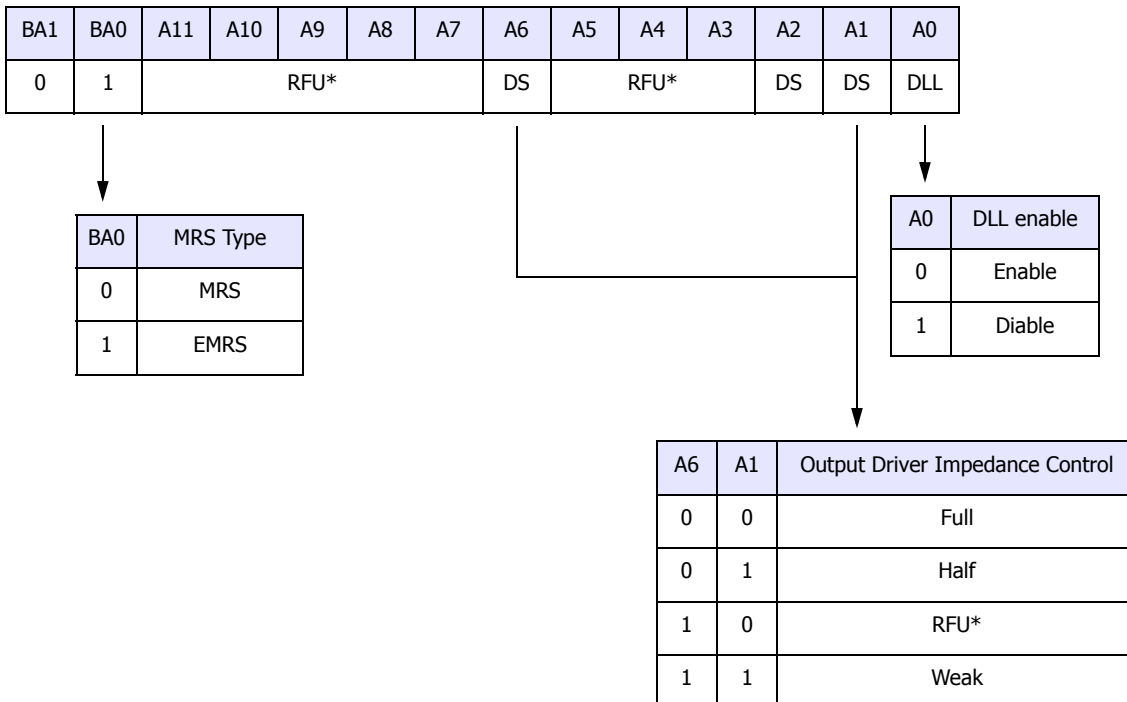 BA1 BA0 A11 A10 A9 A8 A7 A6 A5 A4 A3 A2 A1 A0
0 1 RFU* DS RFU* DS DS DLL
BA0 MRS Type
0 MRS
1 EMRS
A0 DLL enable
0 Enable
1 Diable
A6 A1 Output Driver Impedance Control
0 0 Full
0 1 Half
1 0 RFU*
1 1 Weak